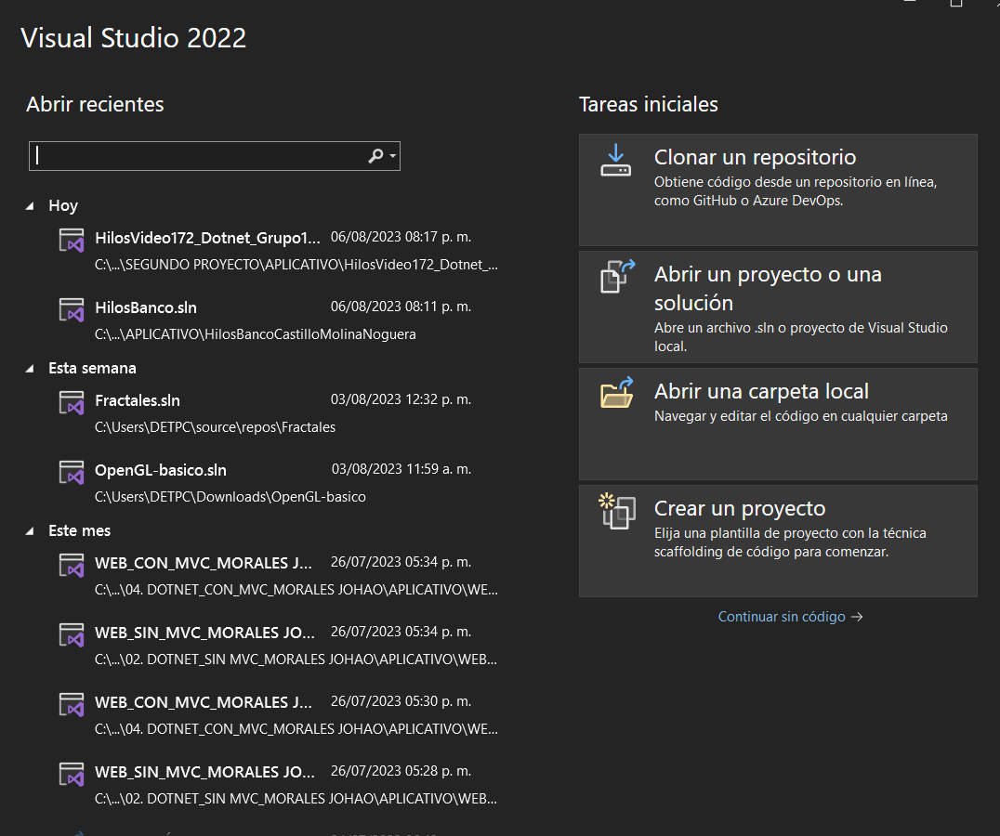 Visual Studio 2022
Abrir recientes
Hoy
HilosVideo172_Dotnet_Grupo1... 06/08/2023 08:17 p. m.
C:\...\SEGUNDO PROYECTO\APLICATIVO\HilosVideo172_Dotnet_...
HilosBanco.sln 06/08/2023 08:11 p. m.
C:\...\APLICATIVO\HilosBancoCastilloMolinaNoguera
Esta semana
Fractales.sln 03/08/2023 12:32 p. m.
C:\Users\DETPC\source\repos\Fractales
OpenGL-basico.sln 03/08/2023 11:59 a. m.
C:\Users\DETPC\Downloads\OpenGL-basico
Este mes
WEB_CON_MVC_MORALES J... 26/07/2023 05:34 p. m.
C:\...\04. DOTNET_CON_MVC_MORALES JOHAO\APLICATIVO\WE...
WEB_SIN_MVC_MORALES JO... 26/07/2023 05:34 p. m.
C:\...\02. DOTNET_SIN MVC_MORALES JOHAO\APLICATIVO\WEB...
WEB_CON_MVC_MORALES J... 26/07/2023 05:30 p. m.
C:\...\04. DOTNET_CON_MVC_MORALES JOHAO\APLICATIVO\WE...
WEB_SIN_MVC_MORALES JO... 26/07/2023 05:28 p. m.
C:\...\02. DOTNET_SIN MVC_MORALES JOHAO\APLICATIVO\WEB...
Tareas iniciales
Clonar un repositorio
Obtiene código desde un repositorio en línea,
como GitHub o Azure DevOps.
Abrir un proyecto o una
solución
Abre un archivo .sln o proyecto de Visual Studio
local.
Abrir una carpeta local
Navegar y editar el código en cualquier carpeta
Crear un proyecto
Elija una plantilla de proyecto con la técnica
scaffolding de código para comenzar.
Continuar sin código →